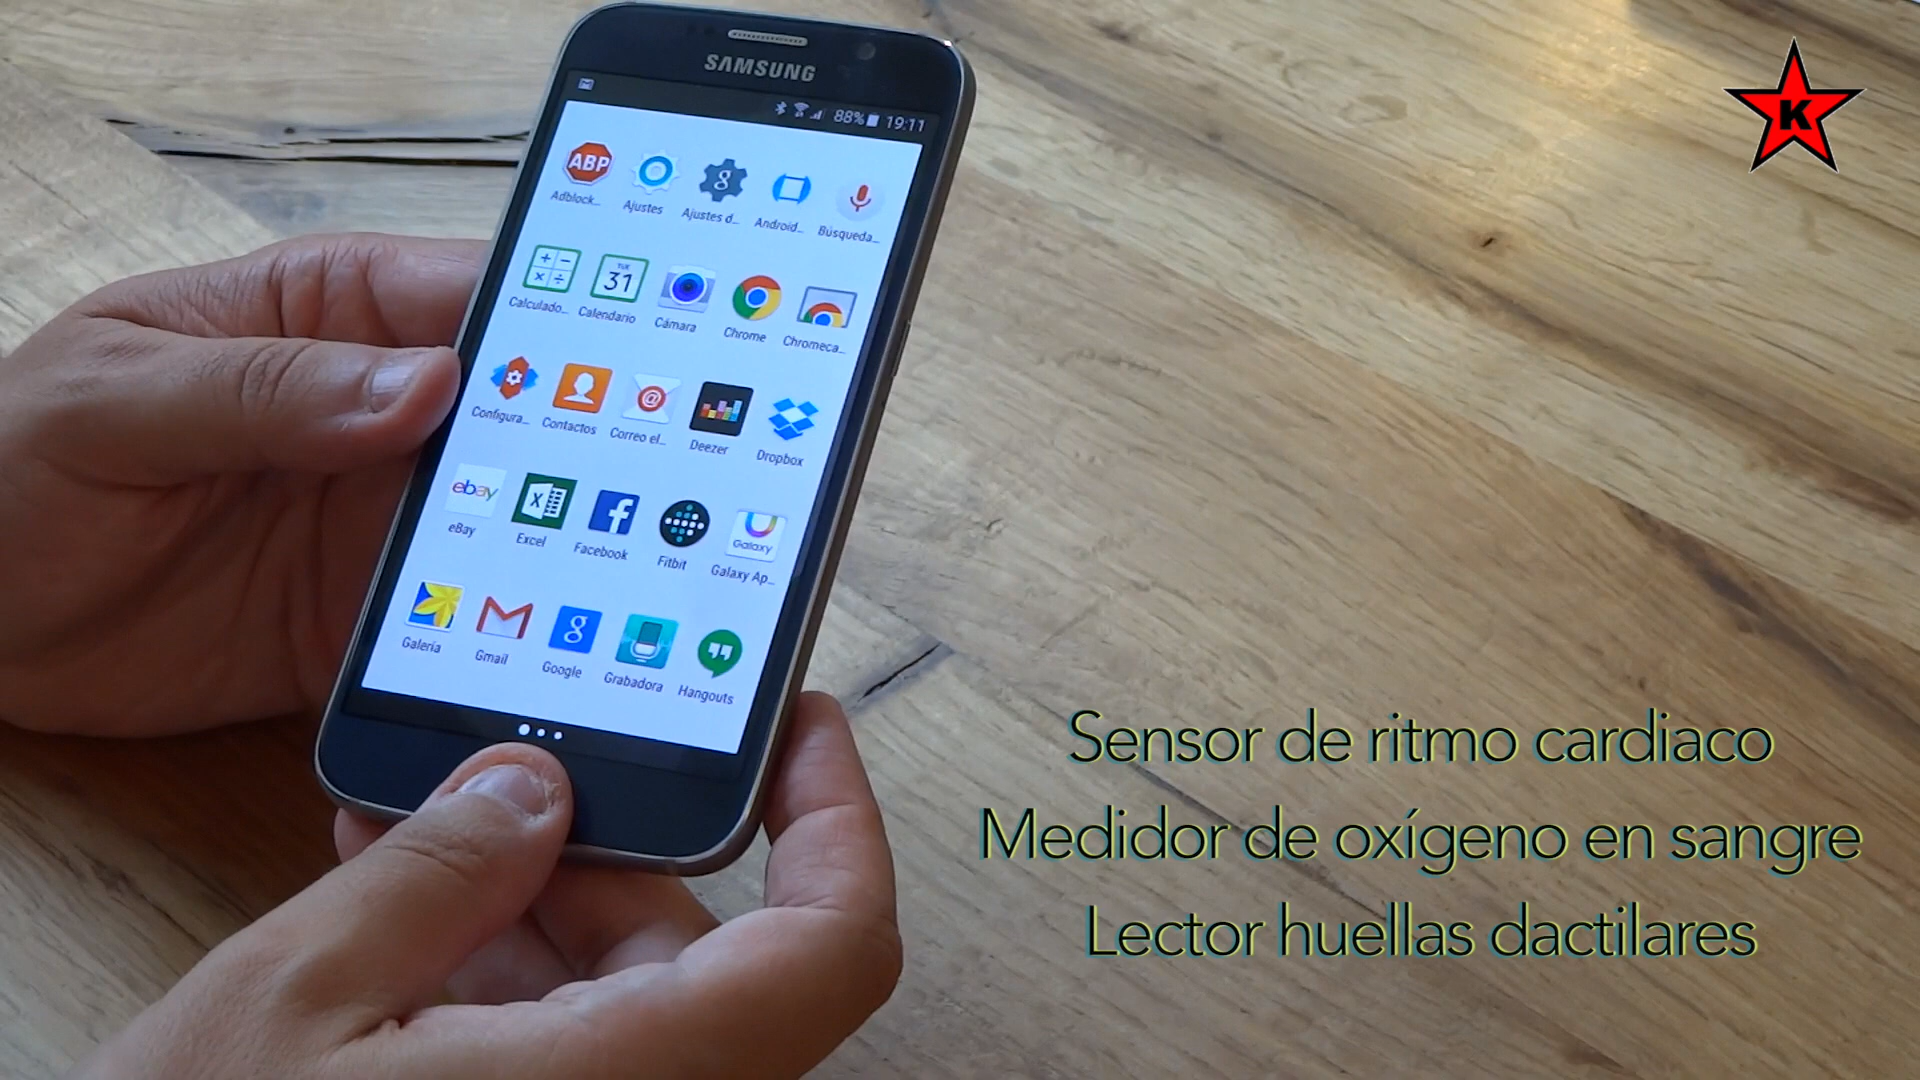 SAMSUNG
88% 19:11
ABP
Adblock... Ajustes Ajustes d... Android... Búsqueda...
TUE
31
Calculado... Calendario Cámara Chrome Chromeca...
Configura... Contactos Correo el... Deezer Dropbox
ebay
Galaxy
eBay Excel Facebook Fitbit Galaxy Ap...
Galería Gmail Google Grabadora Hangouts
K
Sensor de ritmo cardiaco
Medidor de oxígeno en sangre
Lector huellas dactilares